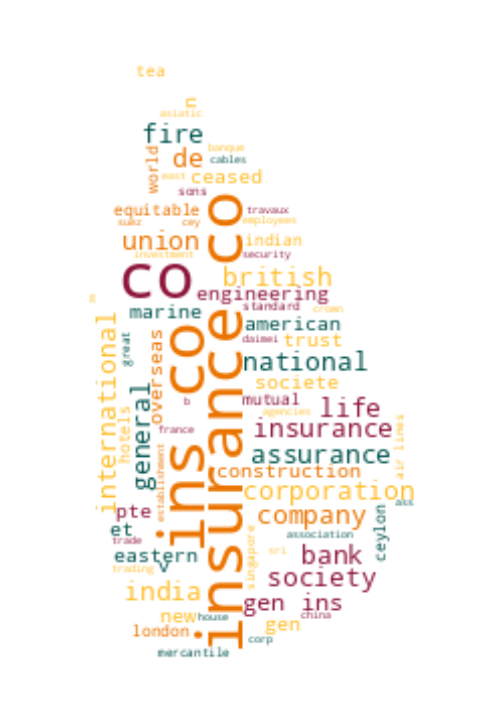 tea
n
asiatic
fire
banque
de
cables
world
east
ceased
sons
equitable
travaux
suez
cey
employees
union
indian
investment
security
co
british
engineering
m
standard
crown
marine
american
great
daimei
trust
overseas
national
international
societe
general
b
mutual
life
hotels
agencies
ins co
insurance co
france
insurance
air lines
assurance
establishment
construction
corporation
pte
company
ass
et
association
ceylon
trade
singapore
eastern
sri
bank
trading
v
society
india
gen ins
new
house
china
london
gen
corp
mercantile